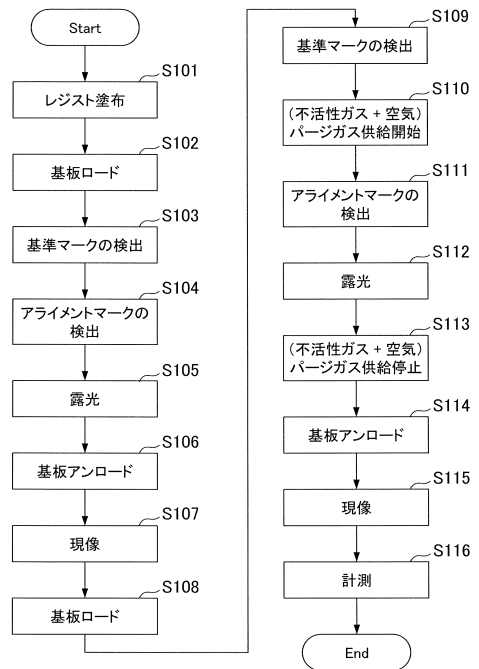 Start
S101
レジスト塗布
S102
基板ロード
S103
基準マークの検出
S104
アライメントマークの
検出
S105
露光
S106
基板アンロード
S107
現像
S108
基板ロード
S109
基準マークの検出
S110
(不活性ガス + 空気)
パージガス供給開始
S111
アライメントマークの
検出
S112
露光
S113
(不活性ガス + 空気)
パージガス供給停止
S114
基板アンロード
S115
現像
S116
計測
End